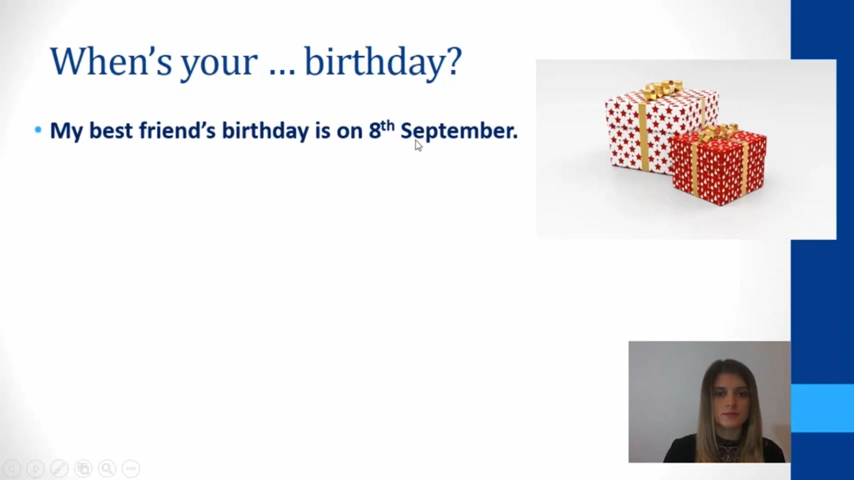 When's your ... birthday?
• My best friend's birthday is on 8th September.